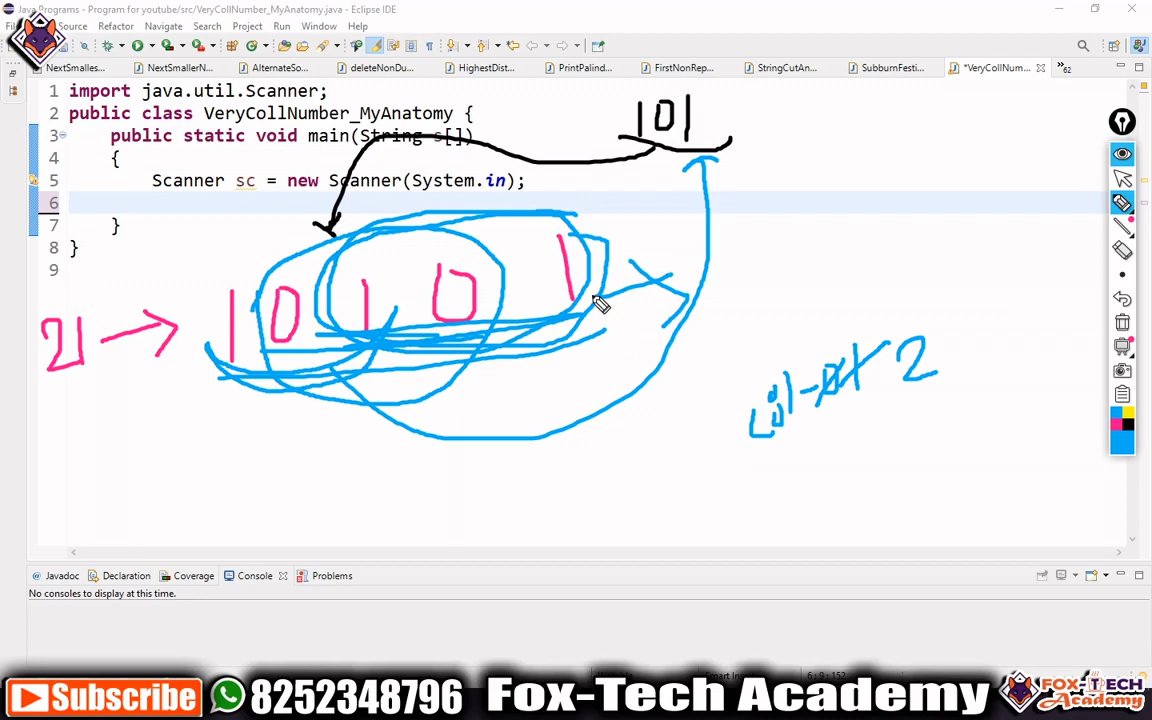 Java Programs - Program for youtube/src/VeryCollNumber_MyAnatomy.java - Eclipse IDE
Source Refactor Navigate Search Project Run Window Help
NextSmalles... NextSmallerN... AlternateSo... deleteNonDu... HighestDist... PrintPalind... FirstNonRep... StringCutAn... SubburnFesti... *VeryCollNum... 62
1 import java.util.Scanner;
2 public class VeryCollNumber_MyAnatomy {
3 public static void main(String s[])
4 {
5 Scanner sc = new Scanner(System.in);
6
7 }
8 }
9
101
21 → 1 0 1 0 1
2
Javadoc Declaration Coverage Console Problems
No consoles to display at this time.
Subscribe 8252348796 Fox-Tech Academy
FOX-TECH
Academy